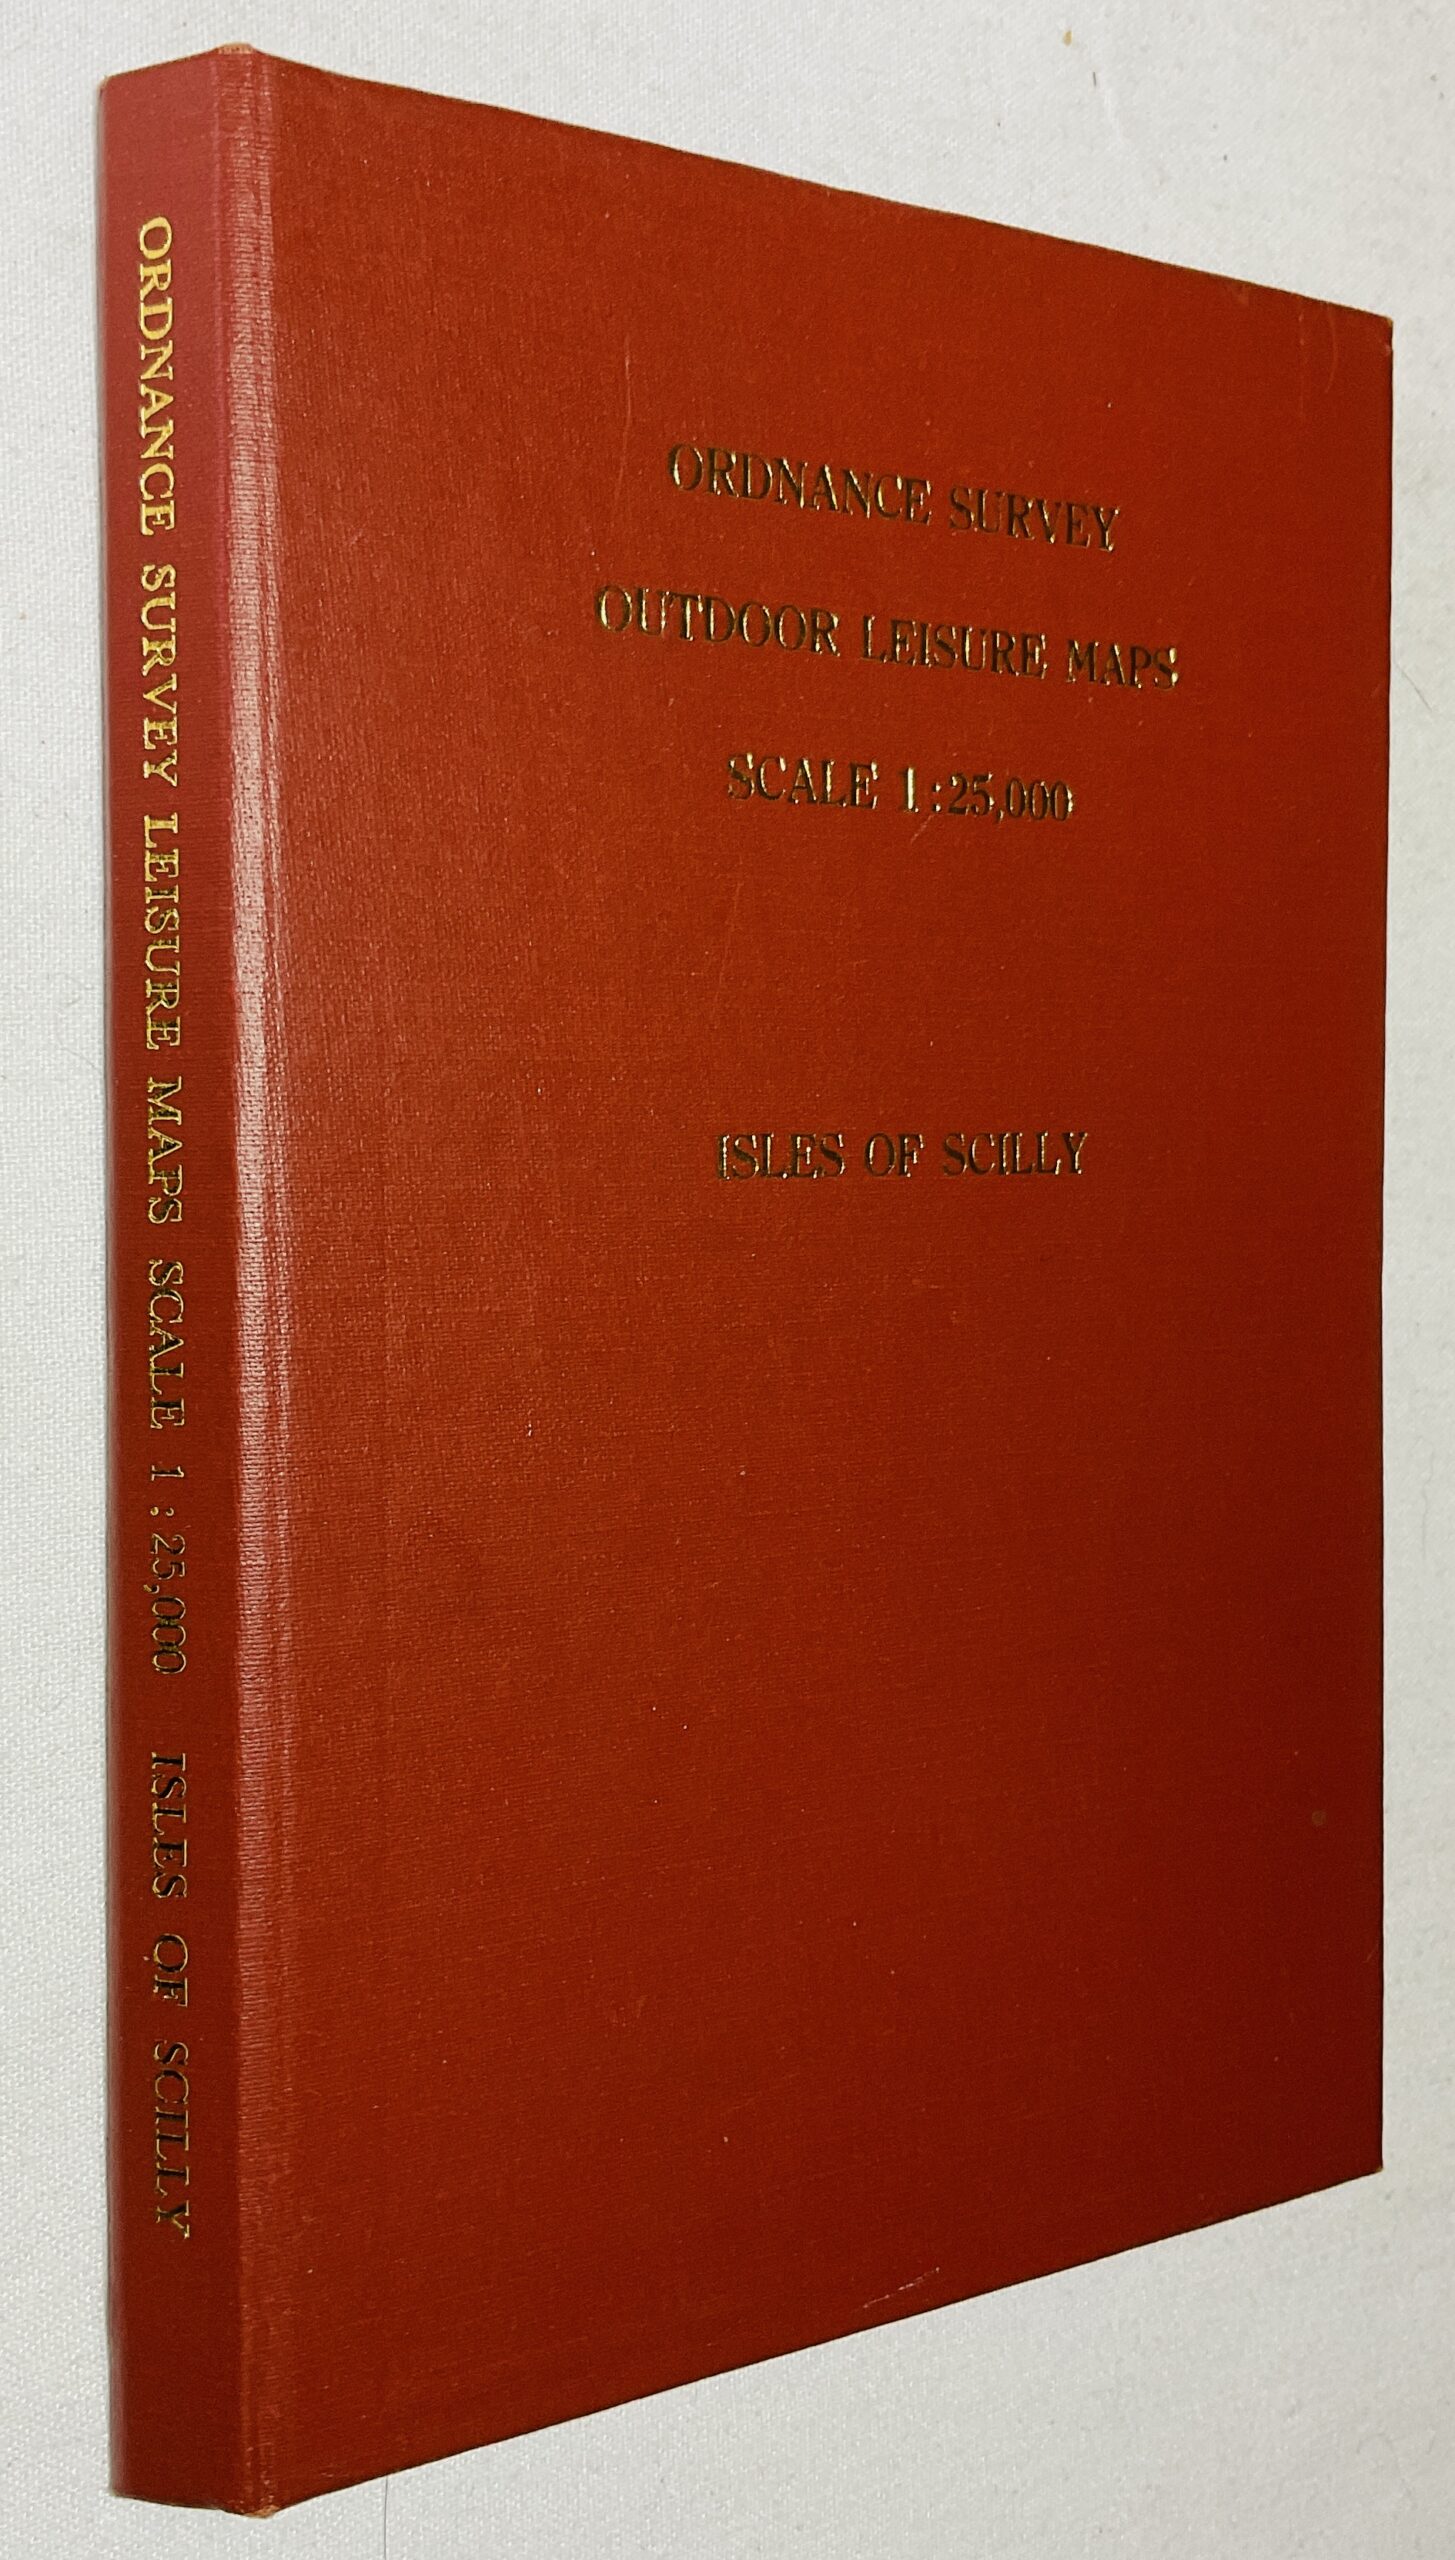 ORDNANCE SURVEY LEISURE MAPS SCALE 1:25,000 ISLES OF SCILLY
ORDNANCE SURVEY
OUTDOOR LEISURE MAPS
SCALE 1:25,000
ISLES OF SCILLY